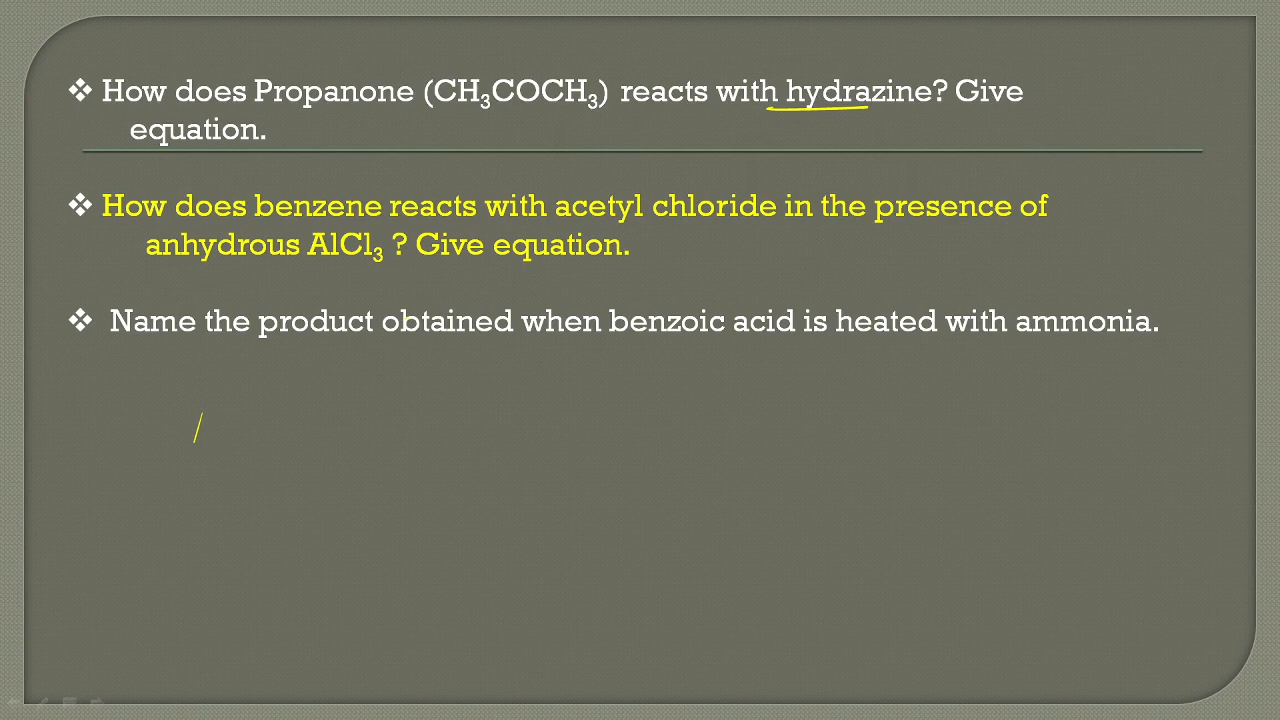 ❖ How does Propanone (CH₃COCH₃) reacts with hydrazine? Give
equation.
❖ How does benzene reacts with acetyl chloride in the presence of
anhydrous AlCl₃ ? Give equation.
❖ Name the product obtained when benzoic acid is heated with ammonia.